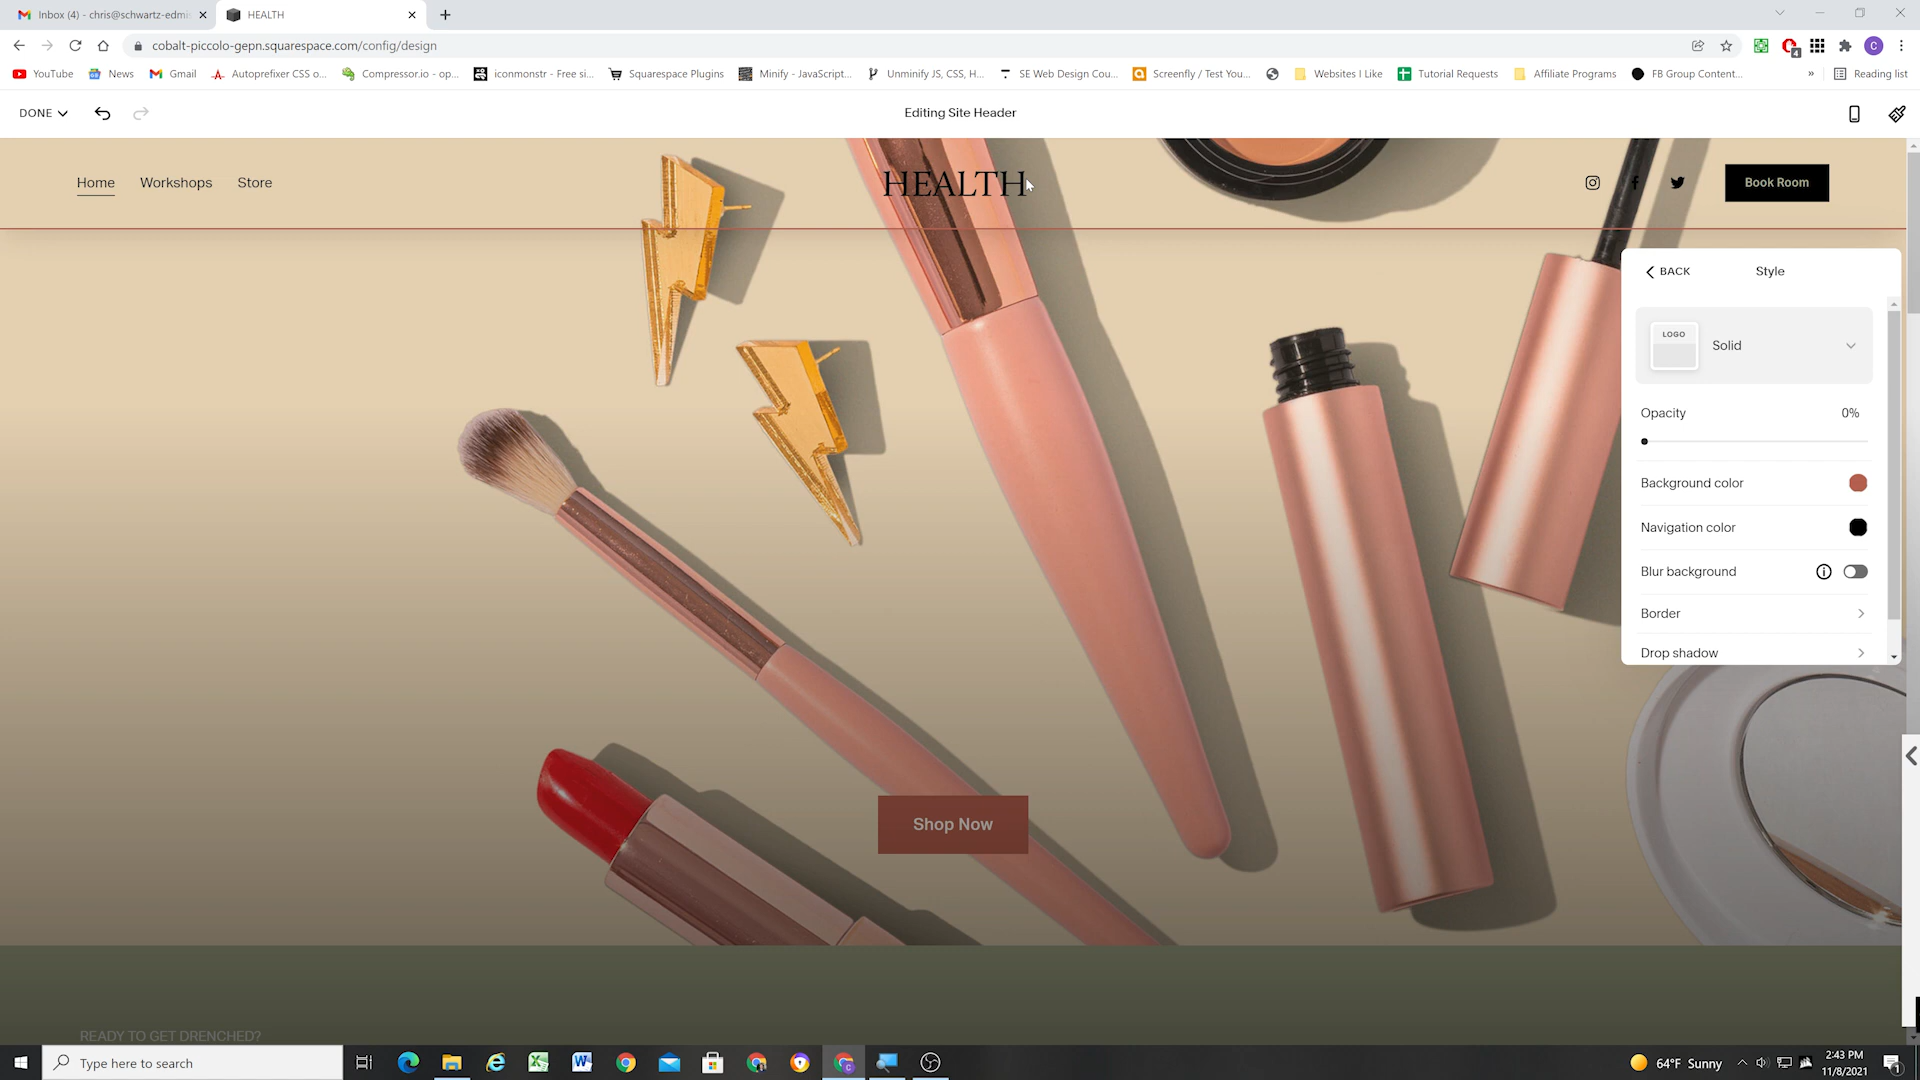 Inbox (4) - chris@schwartz-edmi
HEALTH
cobalt-piccolo-gepn.squarespace.com/config/design
YouTube News Gmail Autoprefixer CSS o... Compressor.io - op... iconmonstr - Free si... Squarespace Plugins Minify - JavaScript... Unminify JS, CSS, H... SE Web Design Cou... Screenfly / Test You... Websites I Like Tutorial Requests Affiliate Programs FB Group Content... » Reading list
DONE Editing Site Header
Home Workshops Store HEALTH Book Room
BACK Style
LOGO
Solid
Opacity 0%
Background color
Navigation color
Blur background
Border
Drop shadow
Shop Now
READY TO GET DRENCHED?
Type here to search
64°F Sunny
2:43 PM
11/8/2021
1